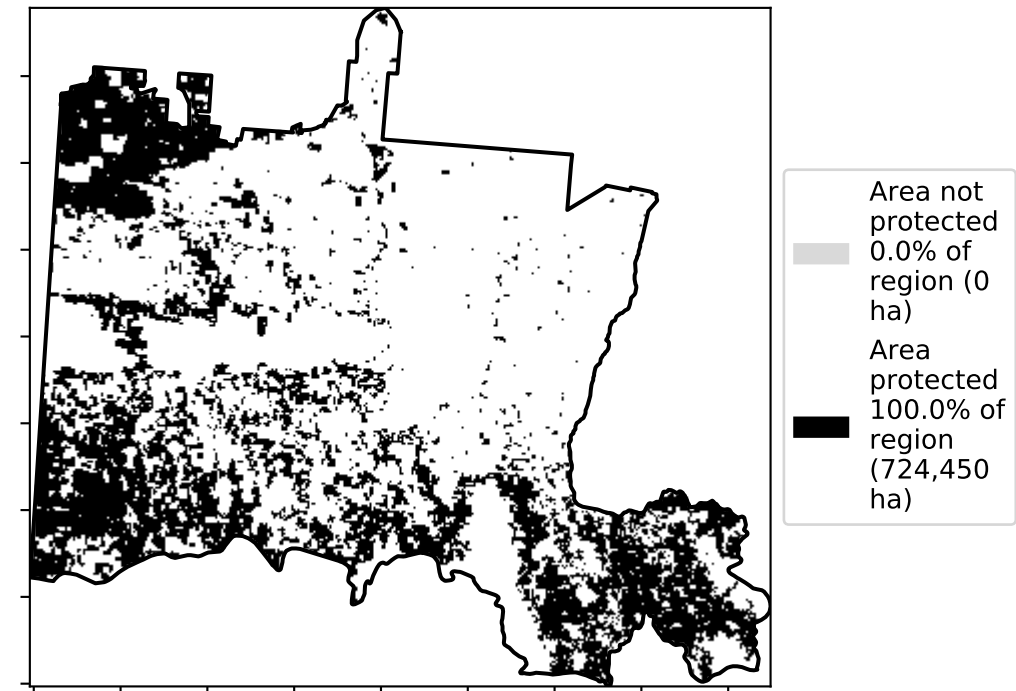 Area not
protected
0.0% of
region (0
ha)
Area
protected
100.0% of
region
(724,450
ha)